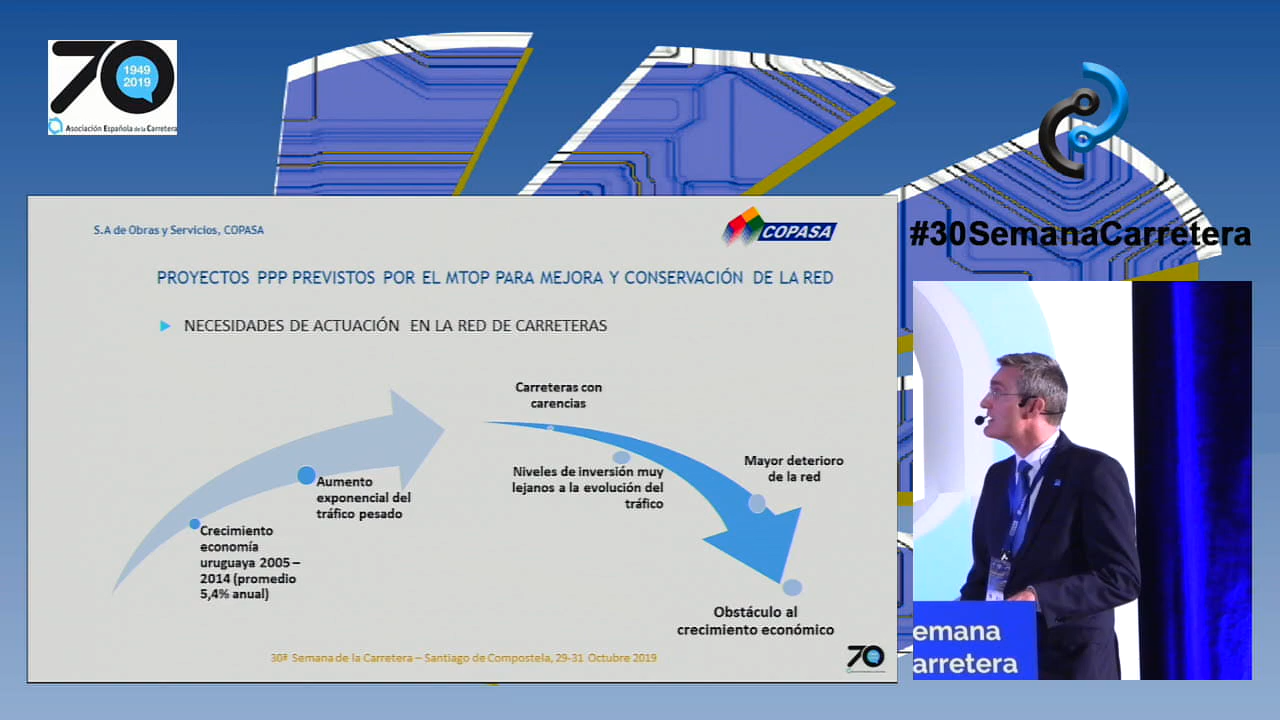 70
1949
2019
Asociación Española de la Carretera
#30SemanaCarretera
S.A de Obras y Servicios, COPASA
COPASA
PROYECTOS PPP PREVISTOS POR EL MTOP PARA MEJORA Y CONSERVACIÓN DE LA RED
NECESIDADES DE ACTUACIÓN EN LA RED DE CARRETERAS
Crecimiento
economía
uruguaya 2005 –
2014 (promedio
5,4% anual)
Aumento
exponencial del
tráfico pesado
Carreteras con
carencias
Niveles de inversión muy
lejanos a la evolución del
tráfico
Mayor deterioro
de la red
Obstáculo al
crecimiento económico
30ª Semana de la Carretera – Santiago de Compostela, 29-31 Octubre 2019
70
emana
arretera